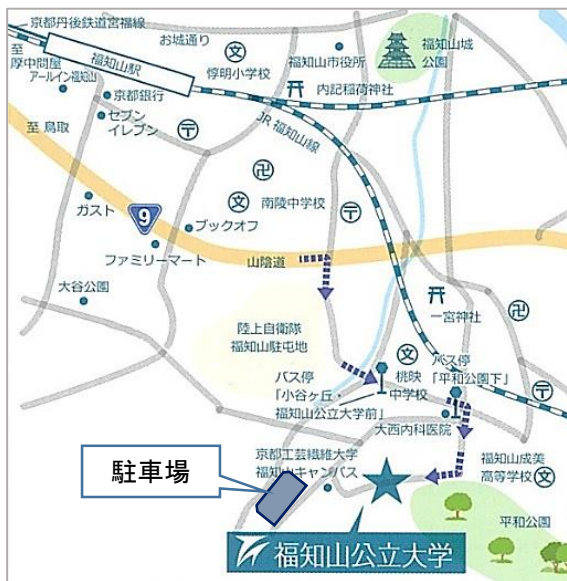 京都丹後鉄道宮福線
お城通り
至
厚中問屋
福知山駅
惇明小学校
福知山市役所
福知山城
公園
アールイン福知山
京都銀行
内記稲荷神社
セブン
イレブン
至 鳥取
JR 福知山線
南陵中学校
ガスト
9
ブックオフ
ファミリーマート
山陰道
大谷公園
一宮神社
陸上自衛隊
福知山駐屯地
バス停
「小谷ヶ丘・
福知山公立大学前」
桃映
中学校
バス停
「平和公園下」
大西内科医院
京都工芸繊維大学
福知山キャンパス
福知山成美
高等学校
駐車場
平和公園
福知山公立大学